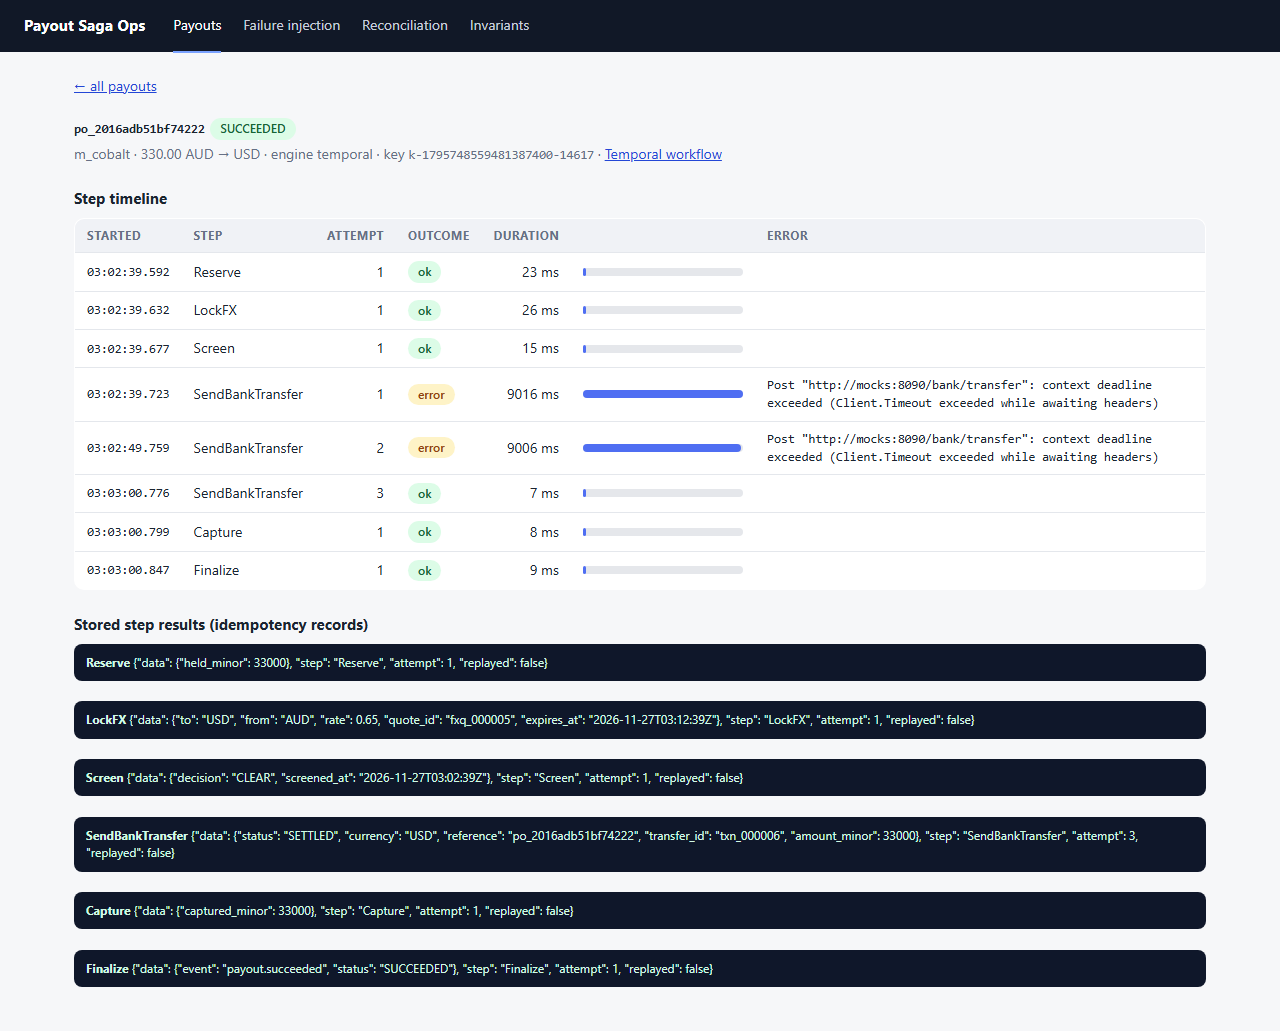 Payout Saga Ops Payouts Failure injection Reconciliation Invariants
← all payouts
po_2016adb51bf74222 SUCCEEDED
m_cobalt · 330.00 AUD → USD · engine temporal · key k-1795748559481387400-14617 · Temporal workflow
Step timeline
STARTED STEP ATTEMPT OUTCOME DURATION ERROR
03:02:39.592 Reserve 1 ok 23 ms
03:02:39.632 LockFX 1 ok 26 ms
03:02:39.677 Screen 1 ok 15 ms
03:02:39.723 SendBankTransfer 1 error 9016 ms Post "http://mocks:8090/bank/transfer": context deadline
exceeded (Client.Timeout exceeded while awaiting headers)
03:02:49.759 SendBankTransfer 2 error 9006 ms Post "http://mocks:8090/bank/transfer": context deadline
exceeded (Client.Timeout exceeded while awaiting headers)
03:03:00.776 SendBankTransfer 3 ok 7 ms
03:03:00.799 Capture 1 ok 8 ms
03:03:00.847 Finalize 1 ok 9 ms
Stored step results (idempotency records)
Reserve {"data": {"held_minor": 33000}, "step": "Reserve", "attempt": 1, "replayed": false}
LockFX {"data": {"to": "USD", "from": "AUD", "rate": 0.65, "quote_id": "fxq_000005", "expires_at": "2026-11-27T03:12:39Z"}, "step": "LockFX", "attempt": 1, "replayed": false}
Screen {"data": {"decision": "CLEAR", "screened_at": "2026-11-27T03:02:39Z"}, "step": "Screen", "attempt": 1, "replayed": false}
SendBankTransfer {"data": {"status": "SETTLED", "currency": "USD", "reference": "po_2016adb51bf74222", "transfer_id": "txn_000006", "amount_minor": 33000}, "step": "SendBankTransfer", "attempt": 3,
"replayed": false}
Capture {"data": {"captured_minor": 33000}, "step": "Capture", "attempt": 1, "replayed": false}
Finalize {"data": {"event": "payout.succeeded", "status": "SUCCEEDED"}, "step": "Finalize", "attempt": 1, "replayed": false}